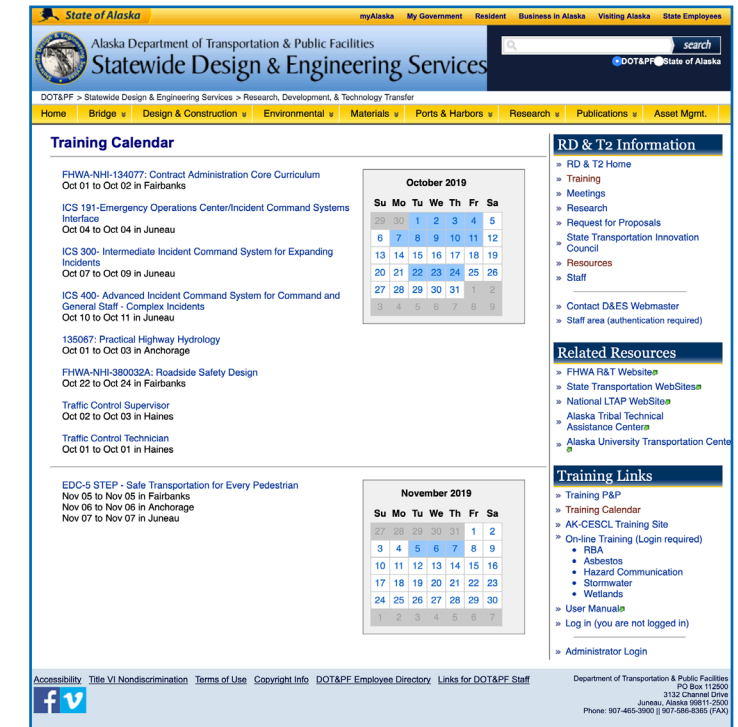 State of Alaska
myAlaska My Government Resident Business in Alaska Visiting Alaska State Employees
Alaska Department of Transportation & Public Facilities
Statewide Design & Engineering Services
search
DOT&PF State of Alaska
DOT&PF > Statewide Design & Engineering Services > Research, Development, & Technology Transfer
Home Bridge Design & Construction Environmental Materials Ports & Harbors Research Publications Asset Mgmt.
Training Calendar
FHWA-NHI-134077: Contract Administration Core Curriculum
Oct 01 to Oct 02 in Fairbanks
ICS 191-Emergency Operations Center/Incident Command Systems
Interface
Oct 04 to Oct 04 in Juneau
ICS 300- Intermediate Incident Command System for Expanding
Incidents
Oct 07 to Oct 09 in Juneau
ICS 400- Advanced Incident Command System for Command and
General Staff - Complex Incidents
Oct 10 to Oct 11 in Juneau
135067: Practical Highway Hydrology
Oct 01 to Oct 03 in Anchorage
FHWA-NHI-380032A: Roadside Safety Design
Oct 22 to Oct 24 in Fairbanks
Traffic Control Supervisor
Oct 02 to Oct 03 in Haines
Traffic Control Technician
Oct 01 to Oct 01 in Haines
October 2019
Su Mo Tu We Th Fr Sa
29 30 1 2 3 4 5
6 7 8 9 10 11 12
13 14 15 16 17 18 19
20 21 22 23 24 25 26
27 28 29 30 31 1 2
3 4 5 6 7 8 9
EDC-5 STEP - Safe Transportation for Every Pedestrian
Nov 05 to Nov 05 in Fairbanks
Nov 06 to Nov 06 in Anchorage
Nov 07 to Nov 07 in Juneau
November 2019
Su Mo Tu We Th Fr Sa
27 28 29 30 31 1 2
3 4 5 6 7 8 9
10 11 12 13 14 15 16
17 18 19 20 21 22 23
24 25 26 27 28 29 30
1 2 3 4 5 6 7
RD & T2 Information
» RD & T2 Home
» Training
» Meetings
» Research
» Request for Proposals
» State Transportation Innovation
Council
» Resources
» Staff
» Contact D&ES Webmaster
» Staff area (authentication required)
Related Resources
» FHWA R&T Website
» State Transportation WebSites
» National LTAP WebSite
» Alaska Tribal Technical
Assistance Center
» Alaska University Transportation Cente
Training Links
» Training P&P
» Training Calendar
» AK-CESCL Training Site
» On-line Training (Login required)
• RBA
• Asbestos
• Hazard Communication
• Stormwater
• Wetlands
» User Manual
» Log in (you are not logged in)
» Administrator Login
Accessibility Title VI Nondiscrimination Terms of Use Copyright Info DOT&PF Employee Directory Links for DOT&PF Staff
Department of Transportation & Public Facilities
PO Box 112500
3132 Channel Drive
Juneau, Alaska 99811-2500
Phone: 907-465-3900 || 907-586-8365 (FAX)